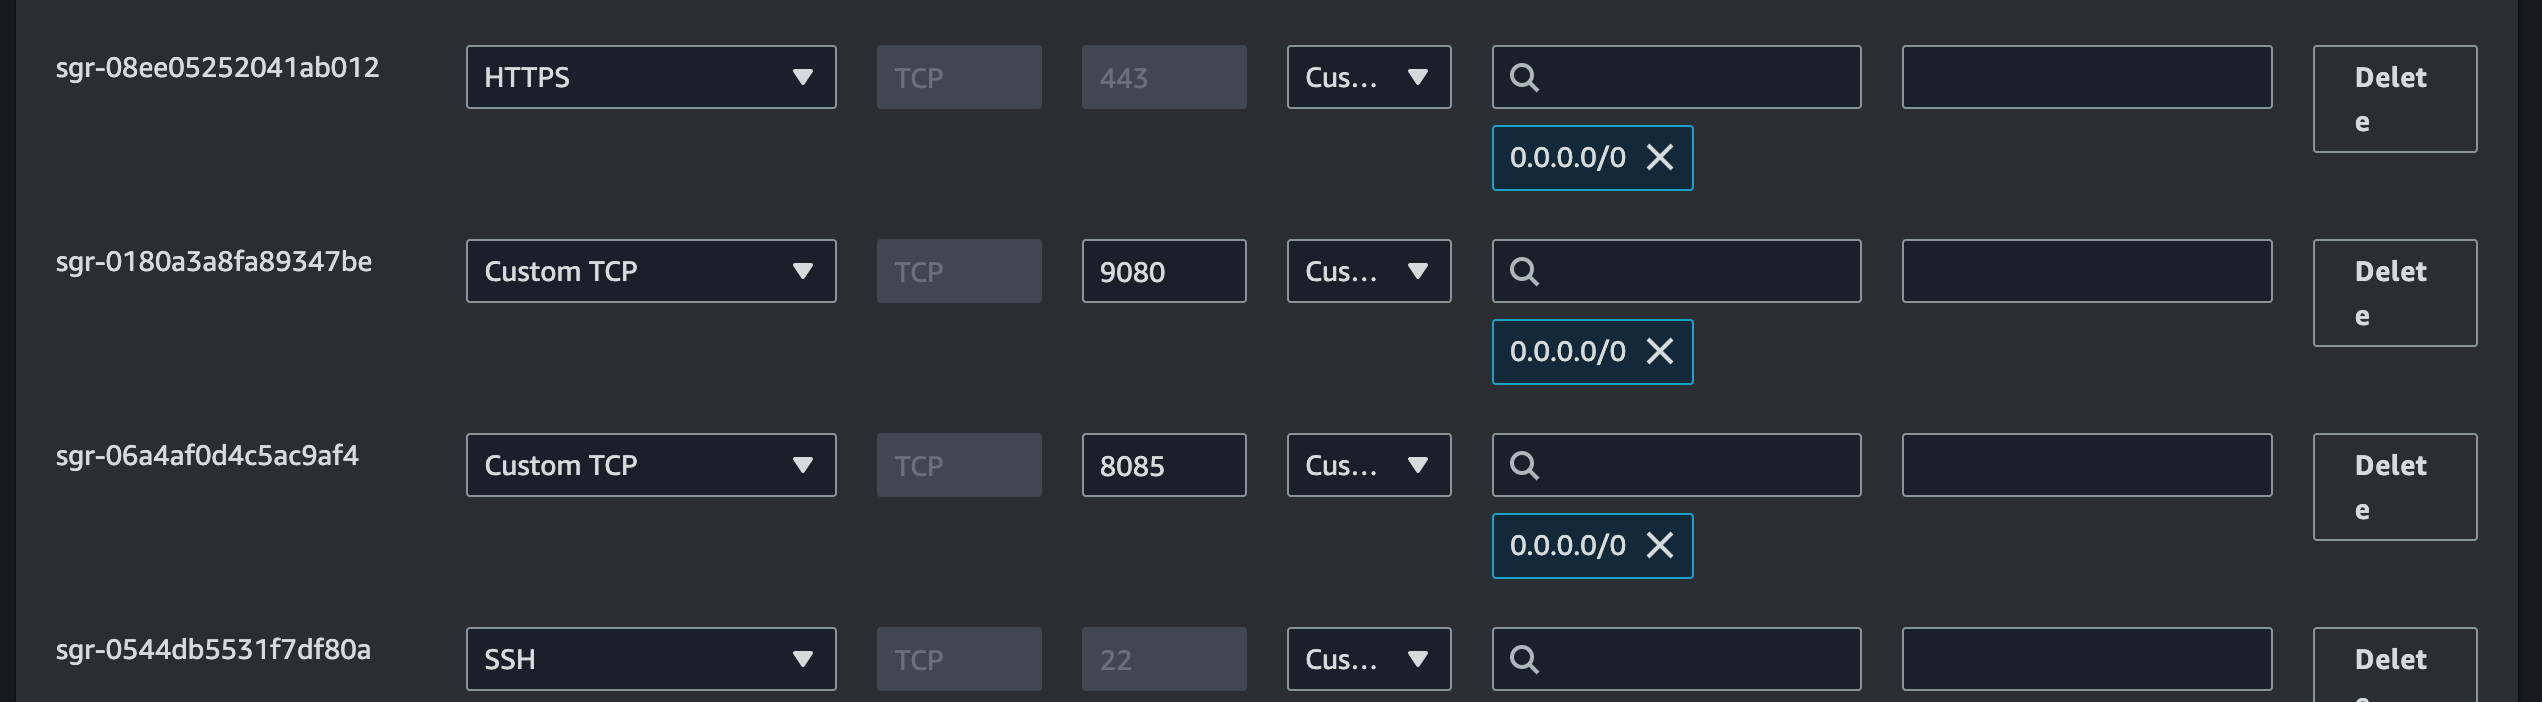 sgr-08ee05252041ab012
HTTPS
TCP
443
Cus...
Delet
e
0.0.0.0/0
sgr-0180a3a8fa89347be
Custom TCP
TCP
9080
Cus...
Delet
e
0.0.0.0/0
sgr-06a4af0d4c5ac9af4
Custom TCP
TCP
8085
Cus...
Delet
e
0.0.0.0/0
sgr-0544db5531f7df80a
SSH
TCP
22
Cus...
Delet